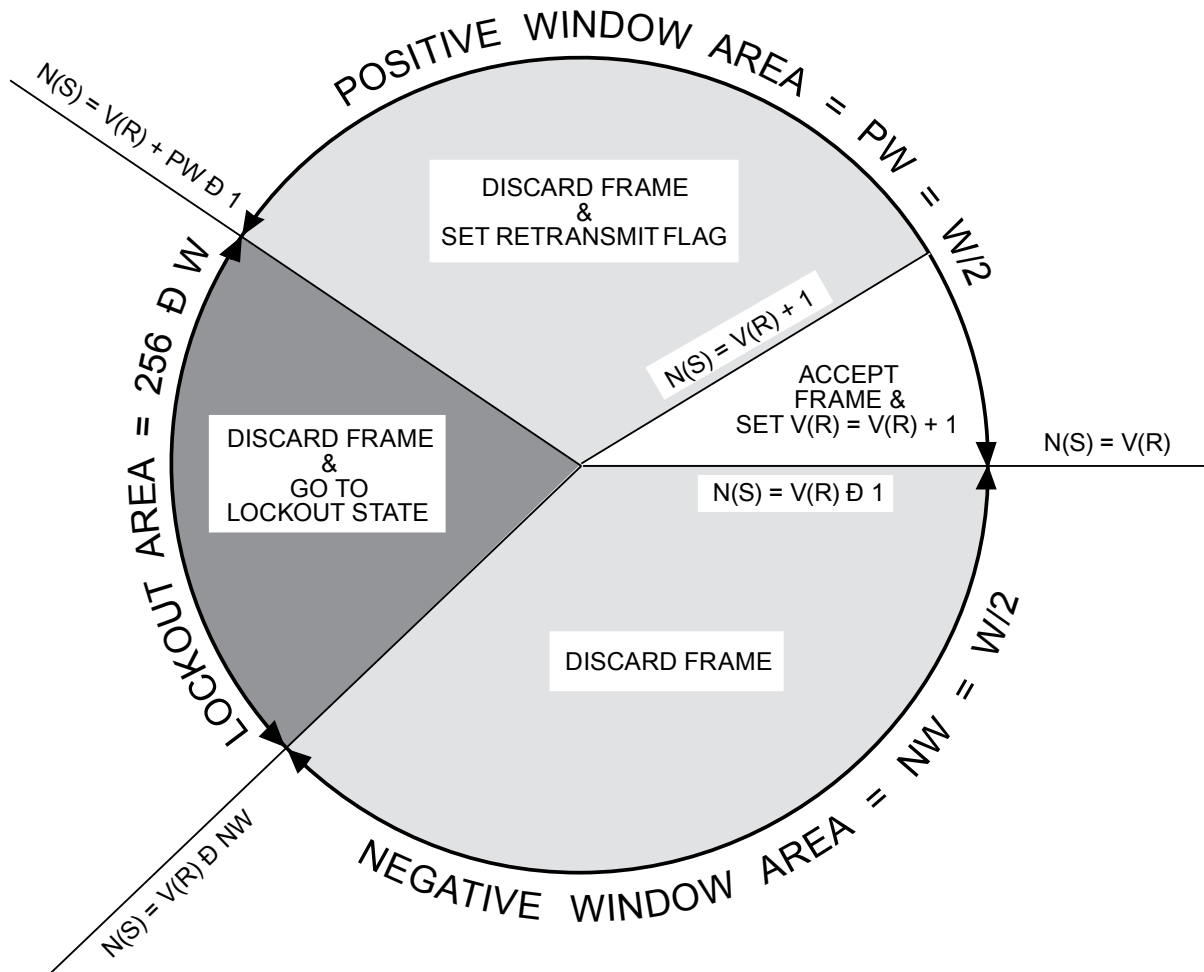 POSITIVE WINDOW AREA = PW = W/2
N(S) = V(R) + PW Đ 1
DISCARD FRAME
&
SET RETRANSMIT FLAG
N(S) = V(R) + 1
ACCEPT
FRAME &
SET V(R) = V(R) + 1
N(S) = V(R)
LOCKOUT AREA = 256 Đ W
DISCARD FRAME
&
GO TO
LOCKOUT STATE
N(S) = V(R) Đ 1
DISCARD FRAME
N(S) = V(R) Đ NW
NEGATIVE WINDOW AREA = NW = W/2